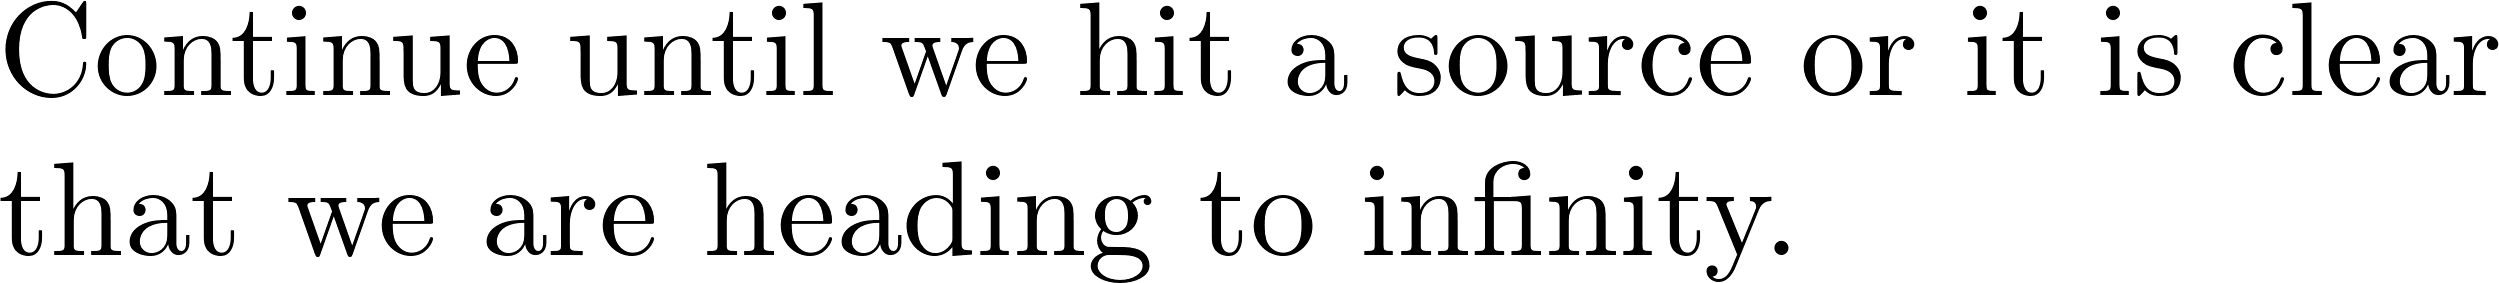 Continue until we hit a source or it is clear
that we are heading to infinity.